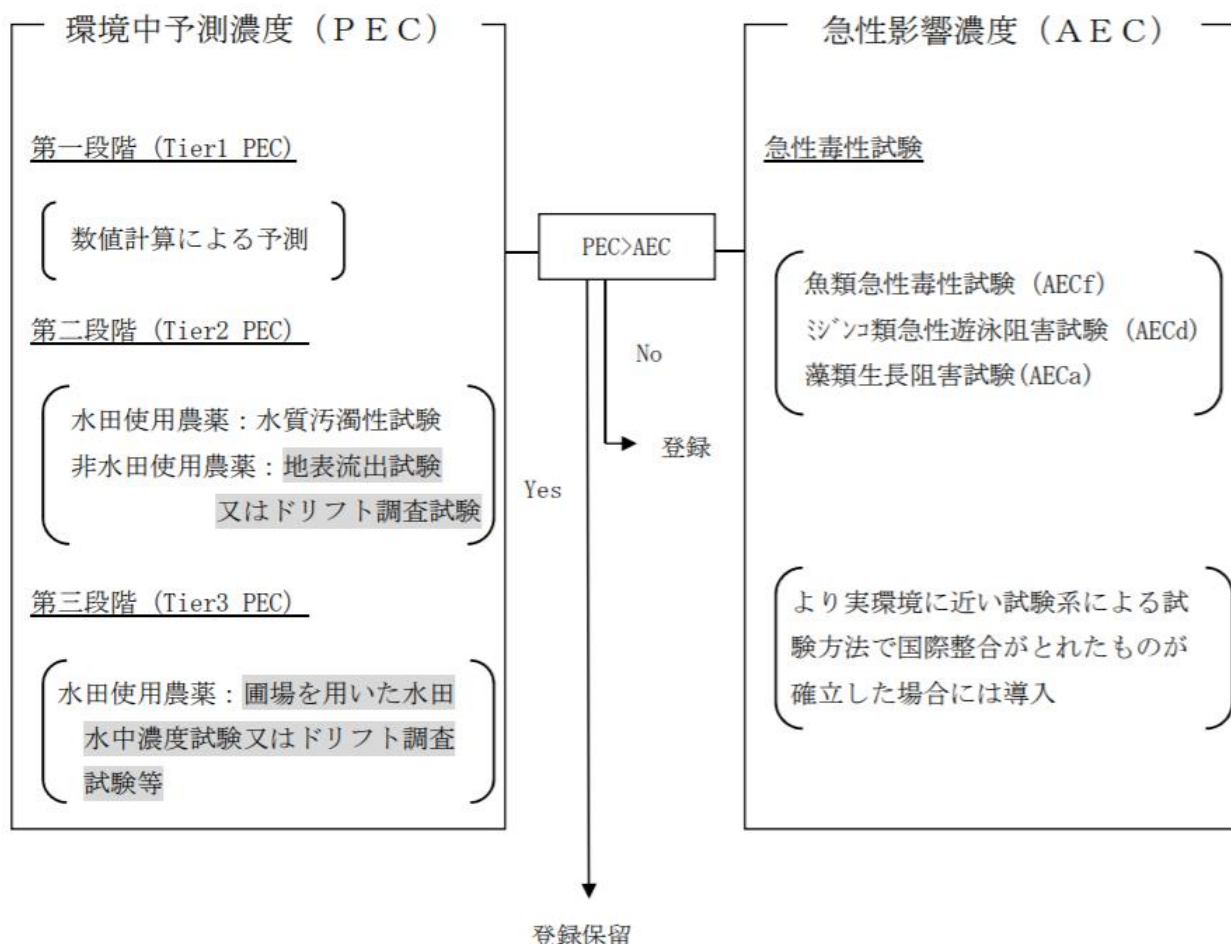 環境中予測濃度（ＰＥＣ）
第一段階 (Tier1 PEC)
数値計算による予測
第二段階 (Tier2 PEC)
水田使用農薬：水質汚濁性試験
非水田使用農薬：地表流出試験
又はドリフト調査試験
第三段階 (Tier3 PEC)
水田使用農薬：圃場を用いた水田
水中濃度試験又はドリフト調査
試験等
PEC>AEC
No
登録
Yes
登録保留
急性影響濃度（ＡＥＣ）
急性毒性試験
魚類急性毒性試験 (AECf)
ﾐｼﾞﾝｺ類急性遊泳阻害試験 (AECd)
藻類生長阻害試験(AECa)
より実環境に近い試験系による試
験方法で国際整合がとれたものが
確立した場合には導入